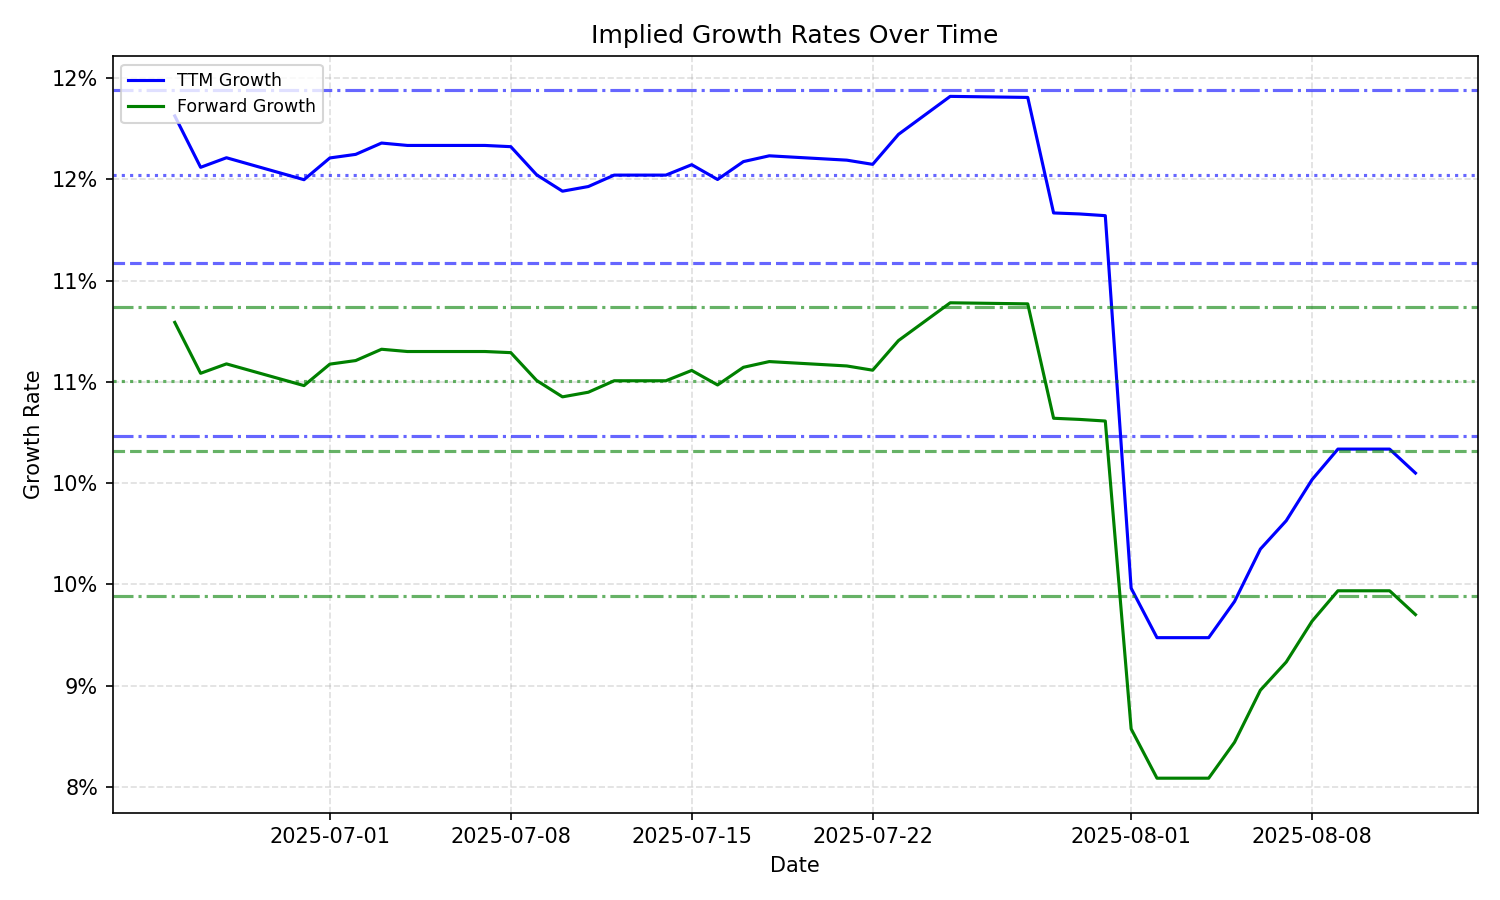 Implied Growth Rates Over Time
TTM Growth
Forward Growth
12%
12%
11%
11%
10%
10%
9%
8%
Growth Rate
2025-07-01
2025-07-08
2025-07-15
2025-07-22
2025-08-01
2025-08-08
Date